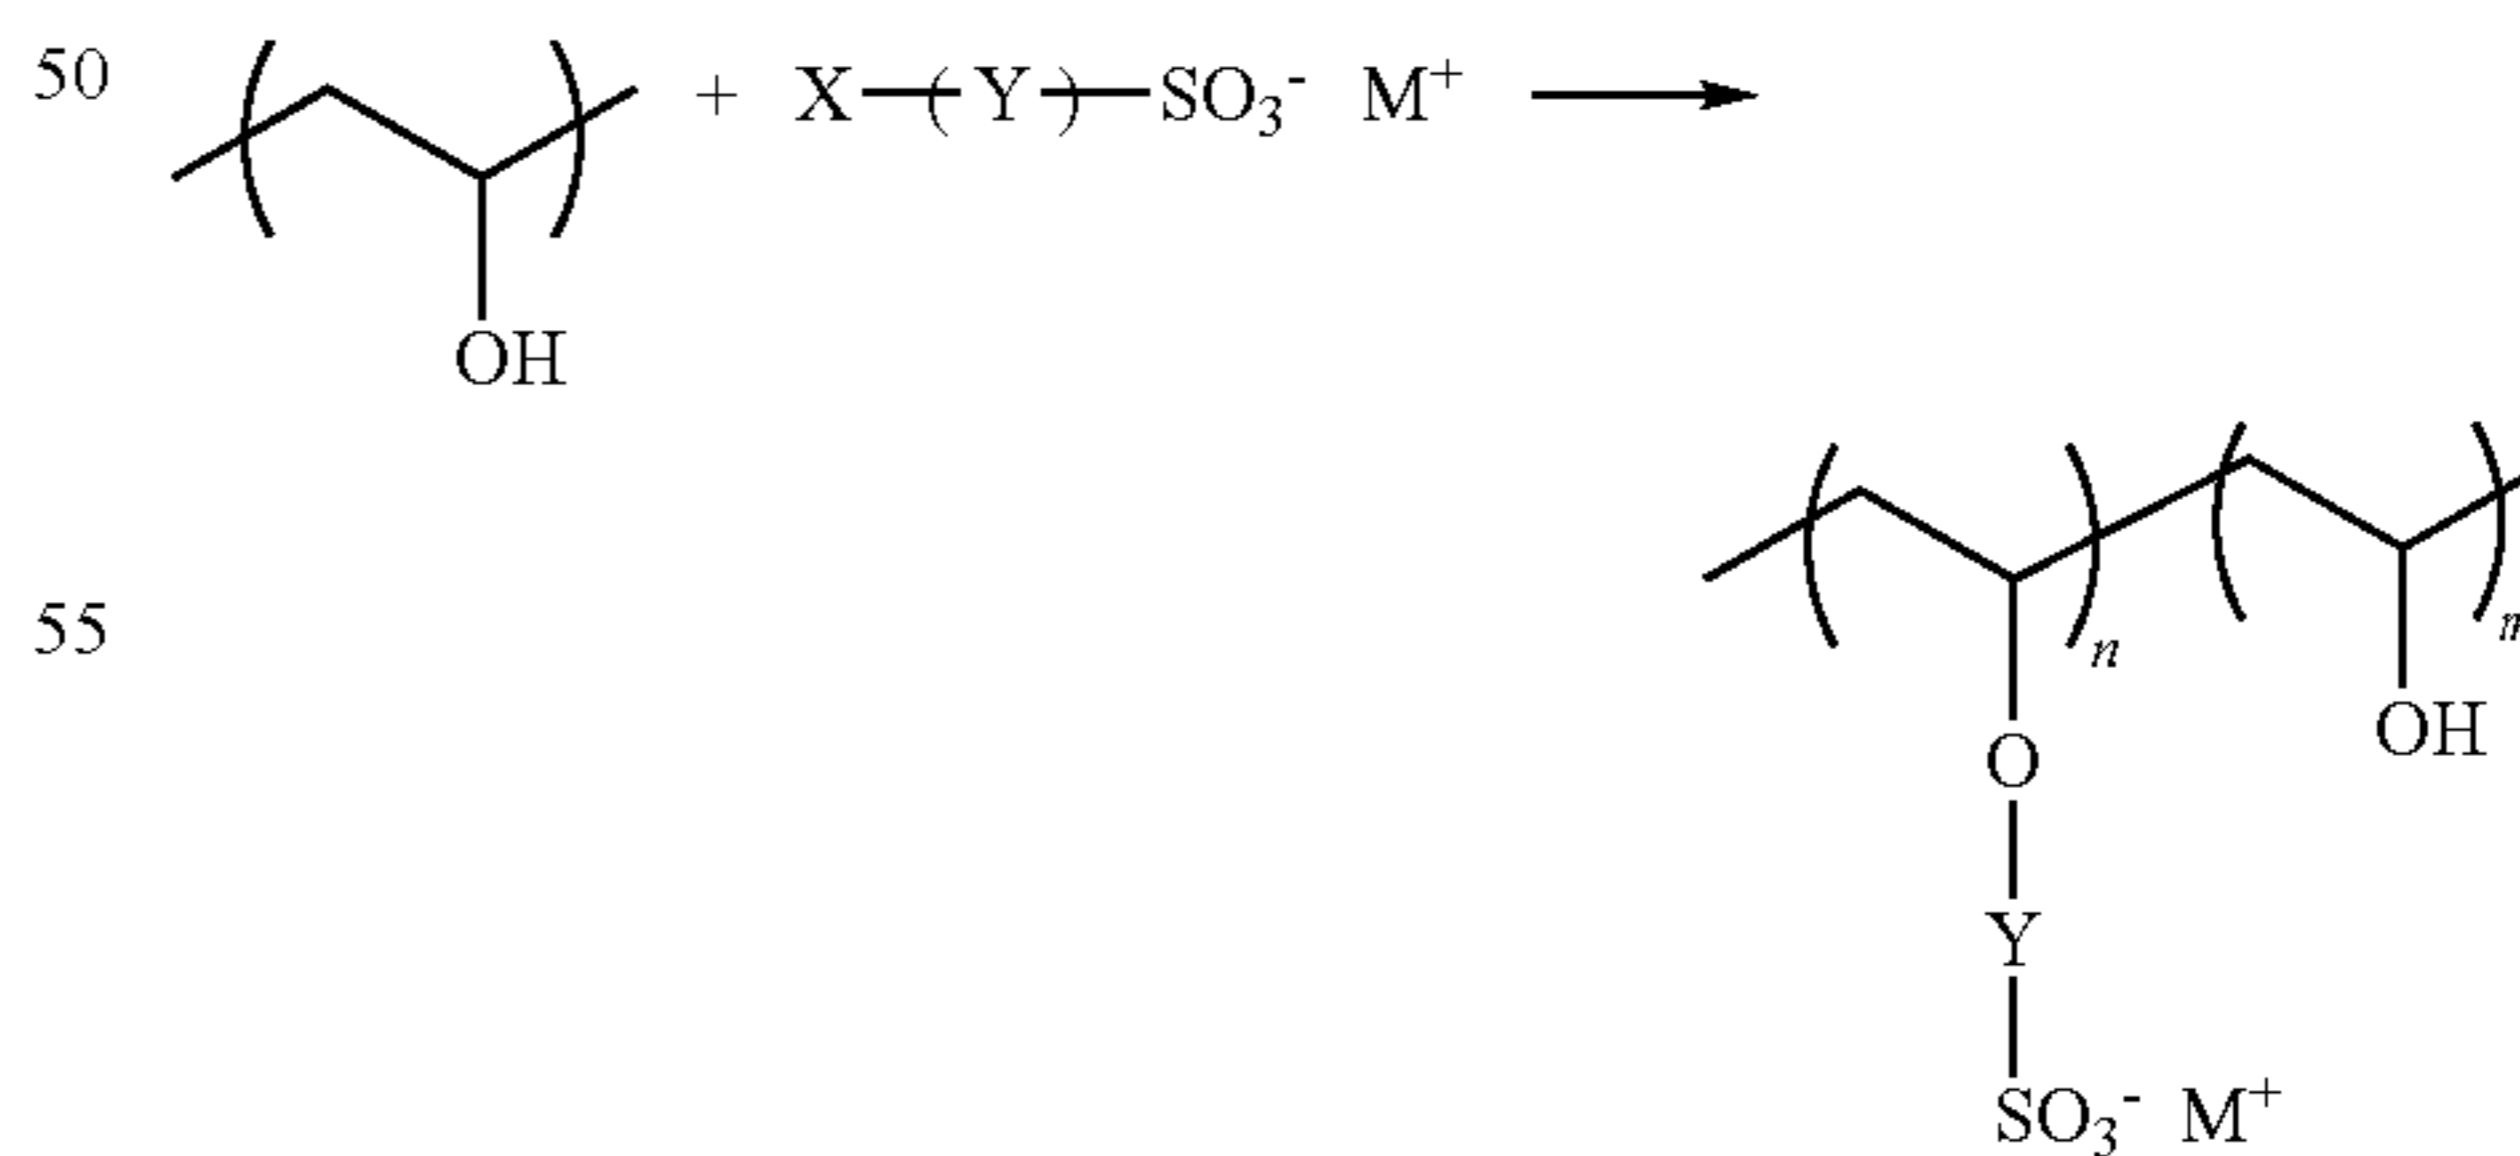 50 + X—(Y)—SO3- M+
OH
n
55
OH
O
Y
SO3- M+